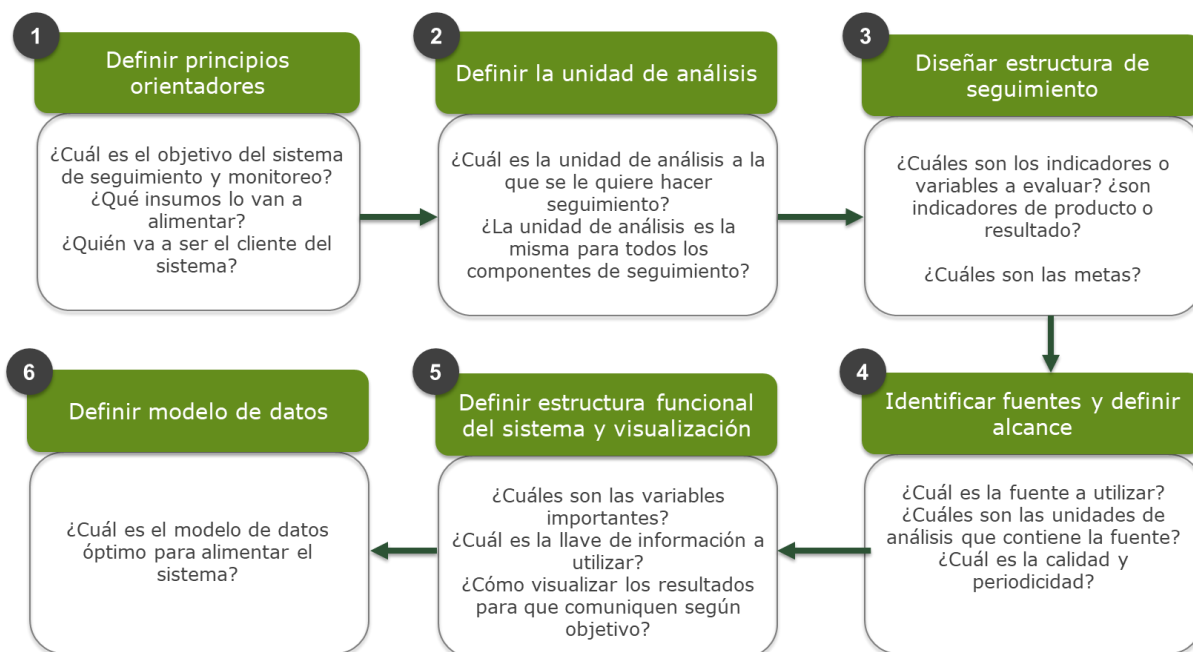 1
Definir principios
orientadores
¿Cuál es el objetivo del sistema
de seguimiento y monitoreo?
¿Qué insumos lo van a
alimentar?
¿Quién va a ser el cliente del
sistema?
2
Definir la unidad de análisis
¿Cuál es la unidad de análisis a la
que se le quiere hacer
seguimiento?
¿La unidad de análisis es la
misma para todos los
componentes de seguimiento?
3
Diseñar estructura de
seguimiento
¿Cuáles son los indicadores o
variables a evaluar? ¿son
indicadores de producto o
resultado?
¿Cuáles son las metas?
4
Identificar fuentes y definir
alcance
¿Cuál es la fuente a utilizar?
¿Cuáles son las unidades de
análisis que contiene la fuente?
¿Cuál es la calidad y
periodicidad?
5
Definir estructura funcional
del sistema y visualización
¿Cuáles son las variables
importantes?
¿Cuál es la llave de información a
utilizar?
¿Cómo visualizar los resultados
para que comuniquen según
objetivo?
6
Definir modelo de datos
¿Cuál es el modelo de datos
óptimo para alimentar el
sistema?